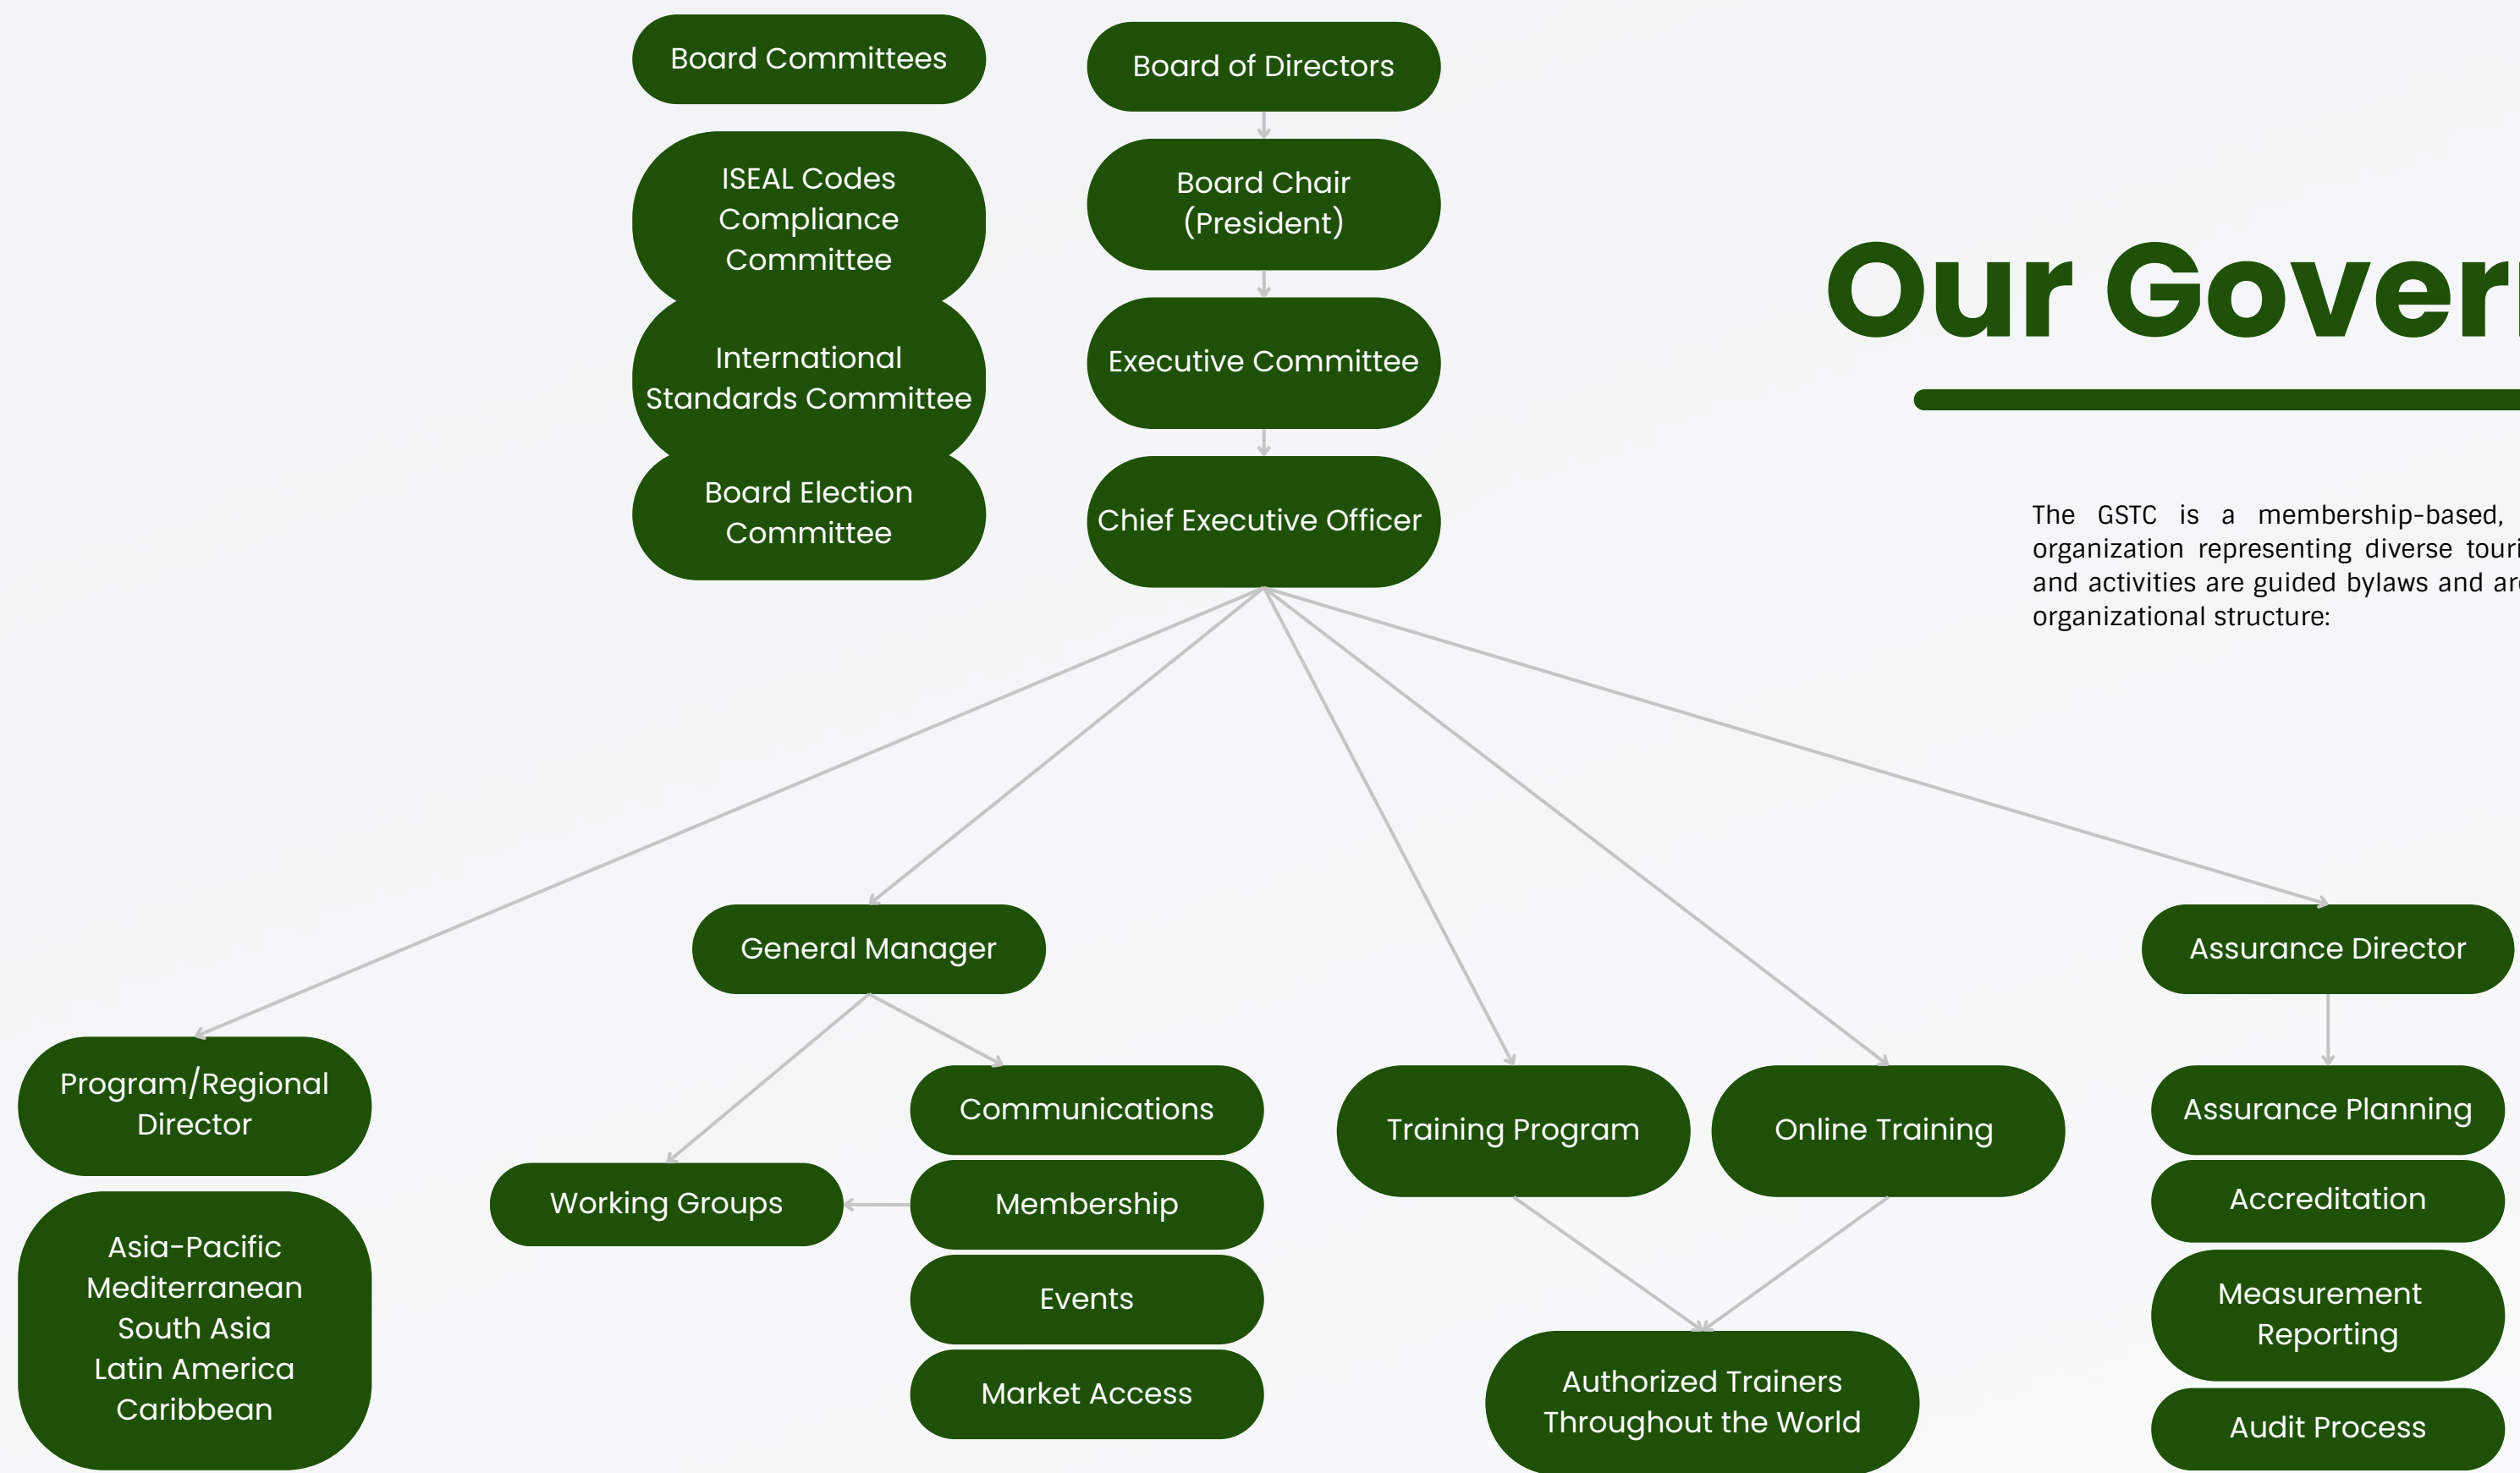 Board Committees
ISEAL Codes
Compliance
Committee
International
Standards Committee
Board Election
Committee
Board of Directors
Board Chair
(President)
Executive Committee
Chief Executive Officer
Our Gover
The GSTC is a membership-based,
organization representing diverse touri
and activities are guided bylaws and ar
organizational structure:
Program/Regional
Director
Asia-Pacific
Mediterranean
South Asia
Latin America
Caribbean
General Manager
Working Groups
Communications
Membership
Events
Market Access
Training Program
Online Training
Authorized Trainers
Throughout the World
Assurance Director
Assurance Planning
Accreditation
Measurement
Reporting
Audit Process